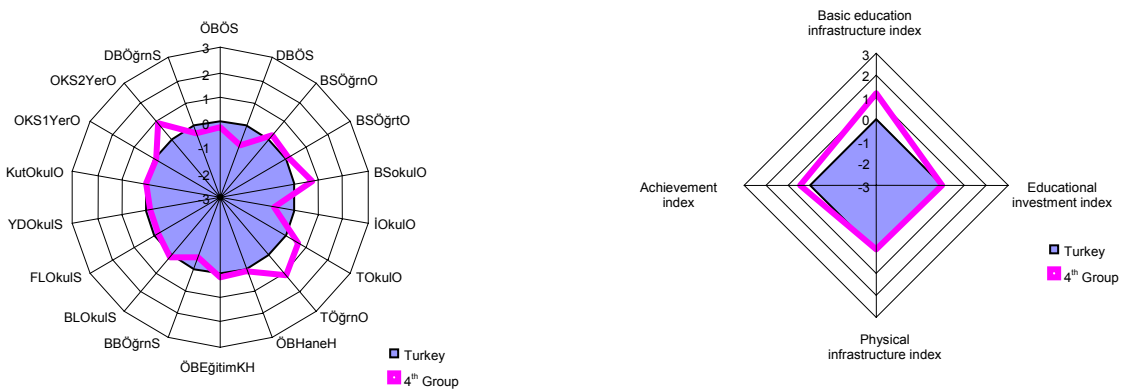 ÖBÖS
DBÖS
BSÖğrnO
BSÖğrtO
BSokulO
İOkulO
TOkulO
TÖğrnO
ÖBHaneH
ÖBEğitimKH
BBÖğrnS
BLOkulS
FLOkulS
YDOkulS
KutOkulO
OKS1YerO
OKS2YerO
DBÖğrnS
3
2
1
0
-1
-2
-3
Turkey
4th Group
Basic education
infrastructure index
3
2
1
0
-1
-2
-3
Achievement
index
Educational
investment index
Physical
infrastructure index
Turkey
4th Group